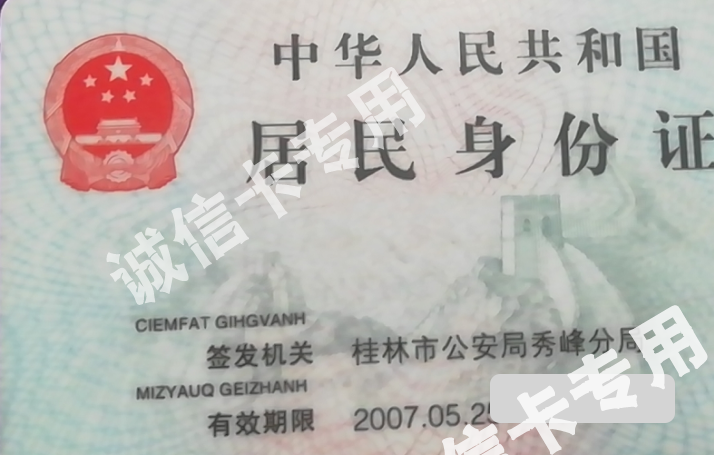 中华人民共和国
居民身份证
诚信卡专用
CIEMFAT GIHGVANH
签发机关 桂林市公安局秀峰分局
MIZYAUQ GEIZHANH
有效期限 2007.05.25
信卡专用